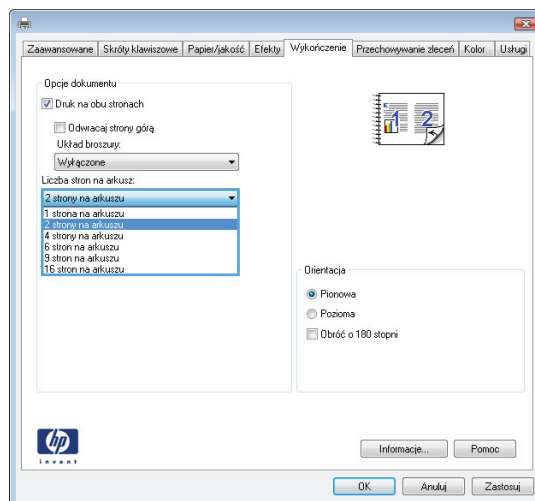 Zaawansowane Skróty klawiszowe Papier/jakość Efekty Wykończenie Przechowywanie zleceń Kolor Usługi
Opcje dokumentu
Druk na obu stronach
Odwracaj strony górą
Układ broszury:
Wyłączone
Liczba stron na arkusz:
2 strony na arkuszu
1 strona na arkuszu
2 strony na arkuszu
4 strony na arkuszu
6 stron na arkuszu
9 stron na arkuszu
16 stron na arkuszu
1 2
Orientacja
Pionowa
Pozioma
Obróć o 180 stopni
hp
invent
Informacje... Pomoc
OK Anuluj Zastosuj